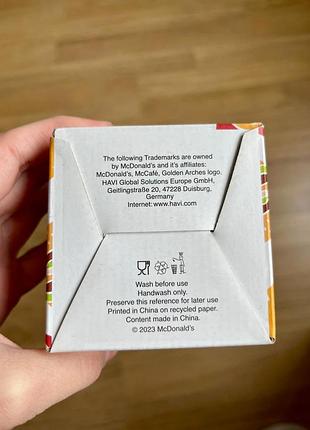 The following Trademarks are owned
by McDonald's and it's affiliates:
McDonald's, McCafé, Golden Arches logo.
HAVI Global Solutions Europe GmbH,
Geitlingstraße 20, 47228 Duisburg,
Germany
Internet: www.havi.com
Wash before use
Handwash only.
Preserve this reference for later use
Printed in China on recycled paper.
Content made in China.
© 2023 McDonald's